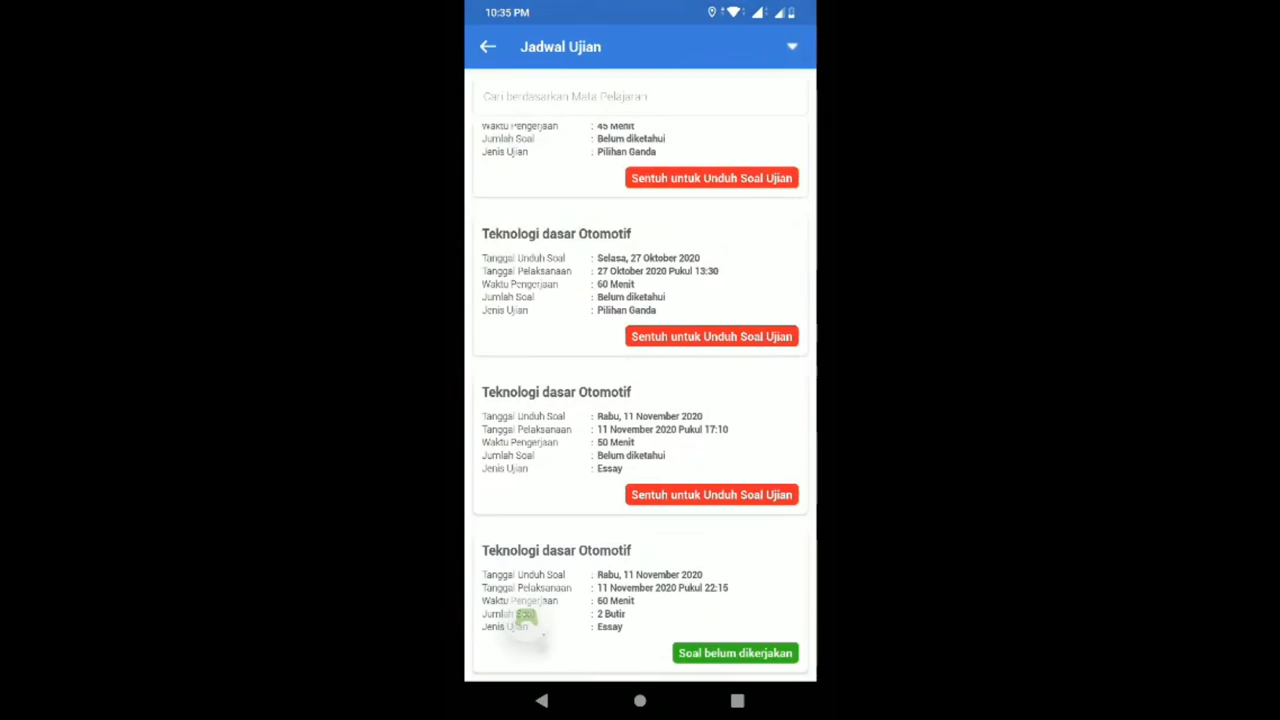 10:35 PM
Jadwal Ujian
Cari berdasarkan Mata Pelajaran
Waktu Pengerjaan : 45 Menit
Jumlah Soal : Belum diketahui
Jenis Ujian : Pilihan Ganda
Sentuh untuk Unduh Soal Ujian
Teknologi dasar Otomotif
Tanggal Unduh Soal : Selasa, 27 Oktober 2020
Tanggal Pelaksanaan : 27 Oktober 2020 Pukul 13:30
Waktu Pengerjaan : 60 Menit
Jumlah Soal : Belum diketahui
Jenis Ujian : Pilihan Ganda
Sentuh untuk Unduh Soal Ujian
Teknologi dasar Otomotif
Tanggal Unduh Soal : Rabu, 11 November 2020
Tanggal Pelaksanaan : 11 November 2020 Pukul 17:10
Waktu Pengerjaan : 50 Menit
Jumlah Soal : Belum diketahui
Jenis Ujian : Essay
Sentuh untuk Unduh Soal Ujian
Teknologi dasar Otomotif
Tanggal Unduh Soal : Rabu, 11 November 2020
Tanggal Pelaksanaan : 11 November 2020 Pukul 22:15
Waktu Pengerjaan : 60 Menit
Jumlah Soal : 2 Butir
Jenis Ujian : Essay
Soal belum dikerjakan